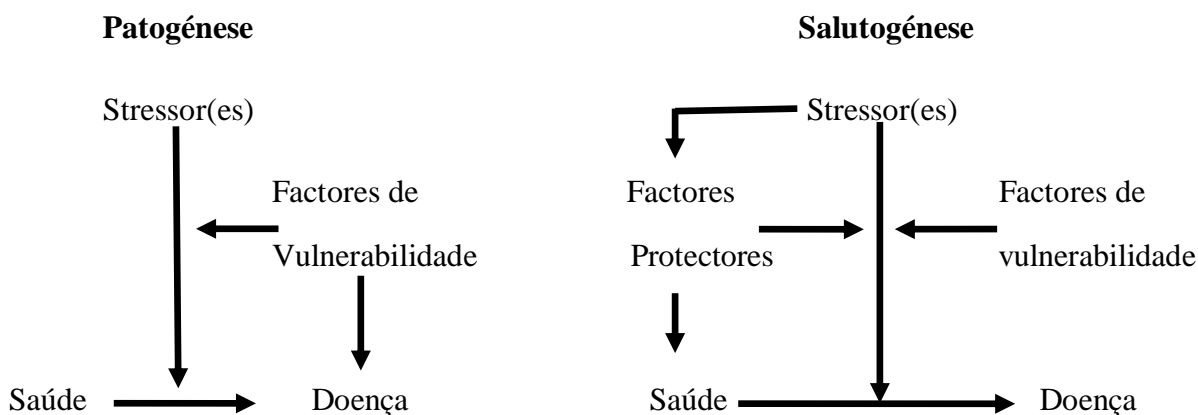 Patogénese
Salutogénese
Stressor(es)
Stressor(es)
Factores de
Vulnerabilidade
Factores
Protectores
Factores de
vulnerabilidade
Saúde
Doença
Saúde
Doença